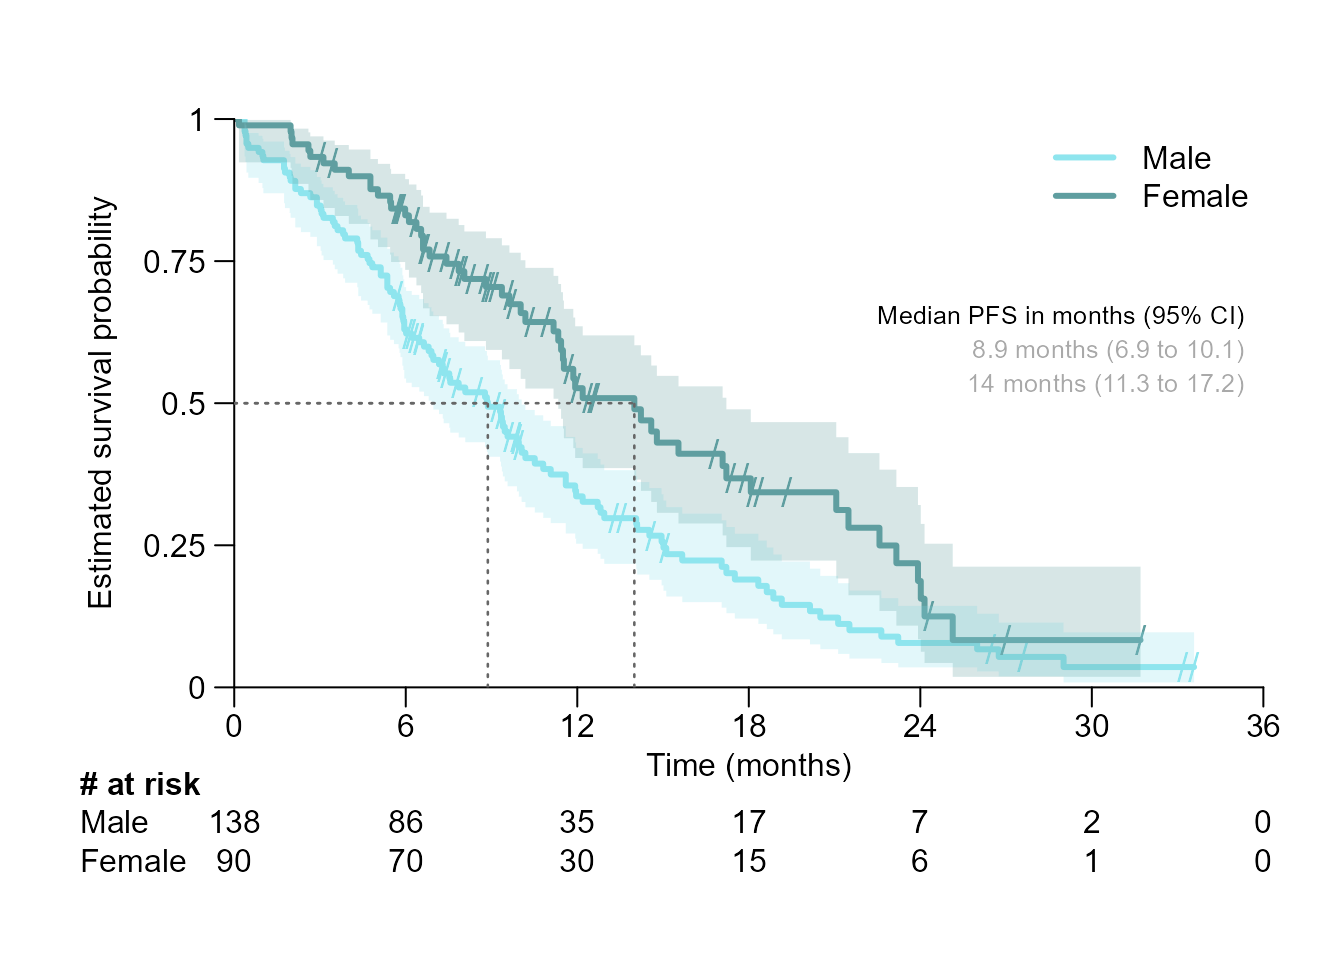 1
0.75
0.5
0.25
0
Estimated survival probability
Male
Female
Median PFS in months (95% CI)
8.9 months (6.9 to 10.1)
14 months (11.3 to 17.2)
0 6 12 18 24 30 36
Time (months)
# at risk
Male 138 86 35 17 7 2 0
Female 90 70 30 15 6 1 0